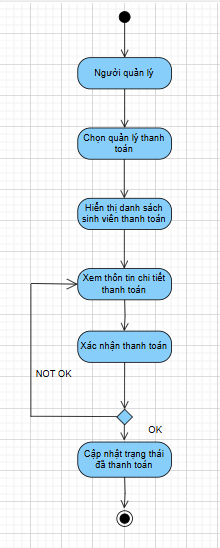 Người quản lý
Chọn quản lý thanh
toán
Hiển thị danh sách
sinh viên thanh toán
Xem thôn tin chi tiết
thanh toán
Xác nhận thanh toán
NOT OK
OK
Cập nhật trạng thái
đã thanh toán